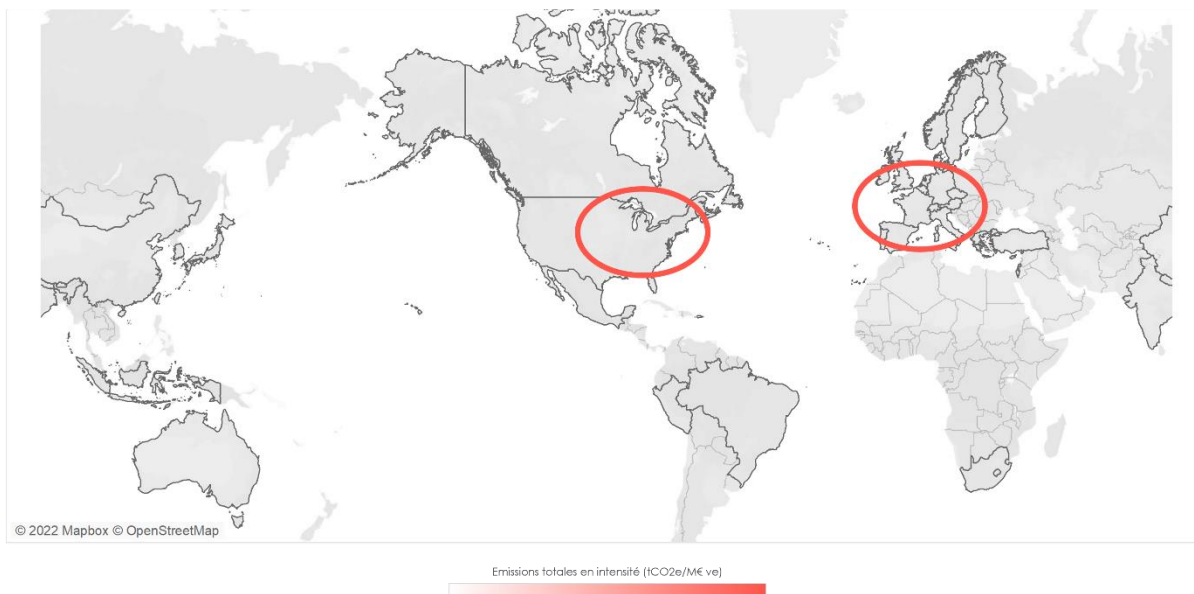 © 2022 Mapbox © OpenStreetMap
Emissions totales en intensité (tCO2e/M€ ve)